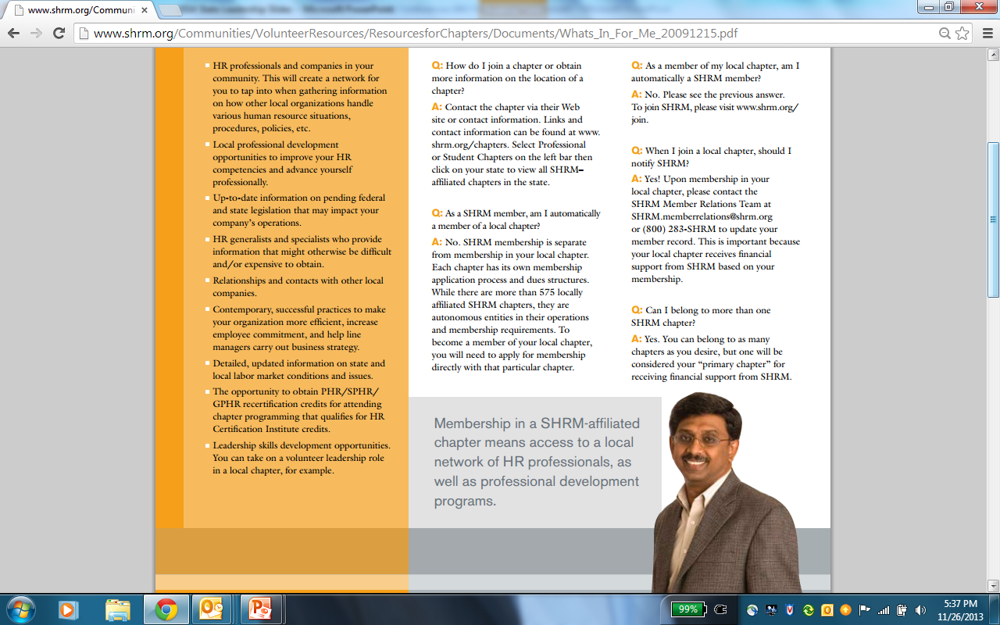 www.shrm.org/Communi
State Leadership Slides - Microsoft PowerPoint
www.shrm.org/Communities/VolunteerResources/ResourcesforChapters/Documents/Whats_In_For_Me_20091215.pdf
HR professionals and companies in your
community. This will create a network for
you to tap into when gathering information
on how other local organizations handle
various human resource situations,
procedures, policies, etc.
Local professional development
opportunities to improve your HR
competencies and advance yourself
professionally.
Up-to-date information on pending federal
and state legislation that may impact your
company's operations.
HR generalists and specialists who provide
information that might otherwise be difficult
and/or expensive to obtain.
Relationships and contacts with other local
companies.
Contemporary, successful practices to make
your organization more efficient, increase
employee commitment, and help line
managers carry out business strategy.
Detailed, updated information on state and
local labor market conditions and issues.
The opportunity to obtain PHR/SPHR/
GPHR recertification credits for attending
chapter programming that qualifies for HR
Certification Institute credits.
Leadership skills development opportunities.
You can take on a volunteer leadership role
in a local chapter, for example.
Q: How do I join a chapter or obtain
more information on the location of a
chapter?
A: Contact the chapter via their Web
site or contact information. Links and
contact information can be found at www.
shrm.org/chapters. Select Professional
or Student Chapters on the left bar then
click on your state to view all SHRM–
affiliated chapters in the state.
Q: As a SHRM member, am I automatically
a member of a local chapter?
A: No. SHRM membership is separate
from membership in your local chapter.
Each chapter has its own membership
application process and dues structures.
While there are more than 575 locally
affiliated SHRM chapters, they are
autonomous entities in their operations
and membership requirements. To
become a member of your local chapter,
you will need to apply for membership
directly with that particular chapter.
Q: As a member of my local chapter, am I
automatically a SHRM member?
A: No. Please see the previous answer.
To join SHRM, please visit www.shrm.org/
join.
Q: When I join a local chapter, should I
notify SHRM?
A: Yes! Upon membership in your
local chapter, please contact the
SHRM Member Relations Team at
SHRM.memberrelations@shrm.org
or (800) 283-SHRM to update your
member record. This is important because
your local chapter receives financial
support from SHRM based on your
membership.
Q: Can I belong to more than one
SHRM chapter?
A: Yes. You can belong to as many
chapters as you desire, but one will be
considered your “primary chapter” for
receiving financial support from SHRM.
Membership in a SHRM-affiliated
chapter means access to a local
network of HR professionals, as
well as professional development
programs.
99%
5:37 PM
11/26/2013